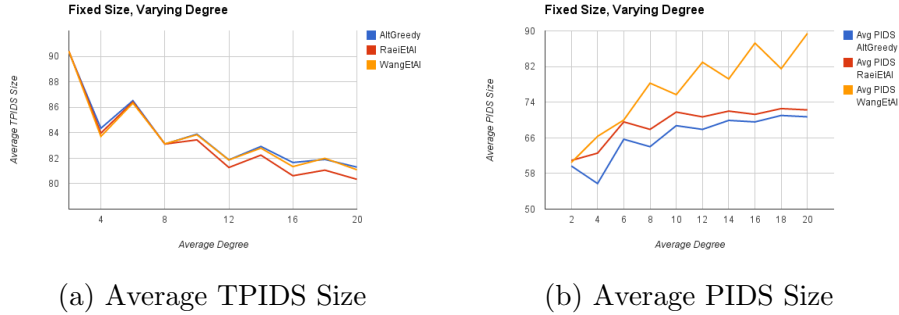 Fixed Size, Varying Degree
Average TPIDS Size
90
88
86
84
82
80
4
8
12
16
20
Average Degree
AltGreedy
RaeiEtAl
WangEtAl
(a) Average TPIDS Size
Fixed Size, Varying Degree
Average PIDS Size
90
82
74
66
58
50
2
4
6
8
10
12
14
16
18
20
Average Degree
Avg PIDS
AltGreedy
Avg PIDS
RaeiEtAl
Avg PIDS
WangEtAl
(b) Average PIDS Size